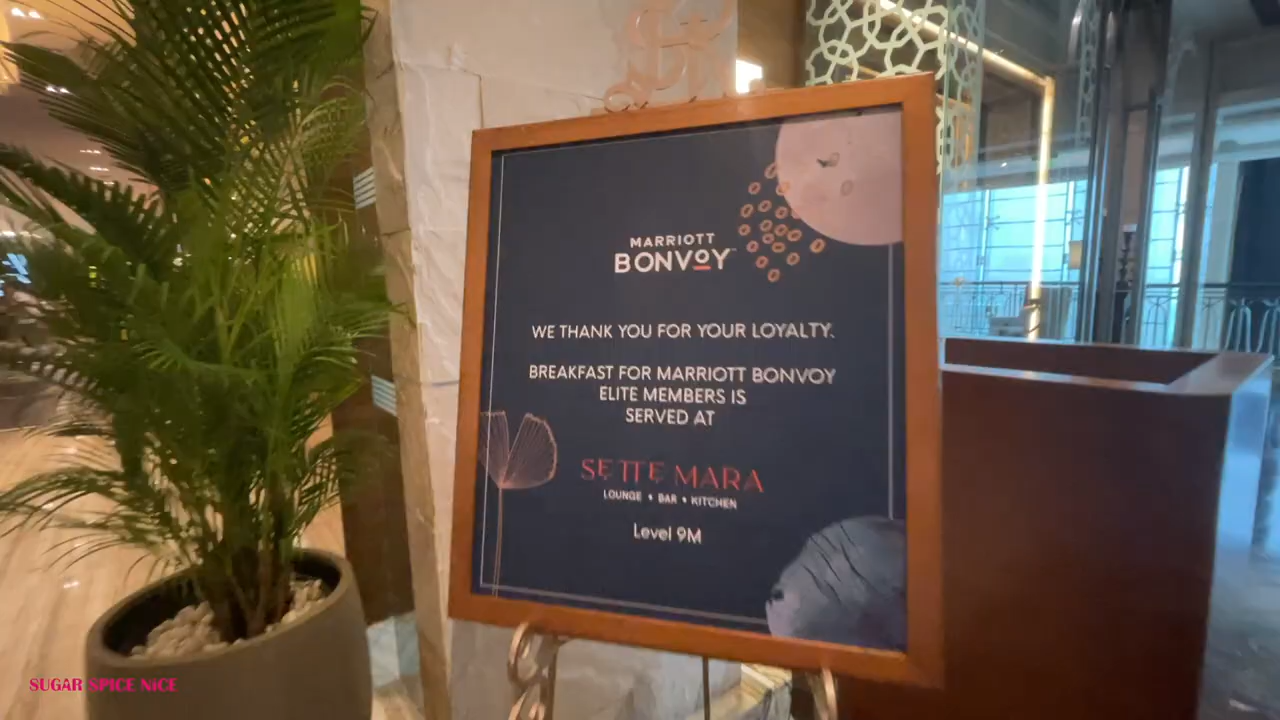 MARRIOTT
BONVOY
WE THANK YOU FOR YOUR LOYALTY.
BREAKFAST FOR MARRIOTT BONVOY
ELITE MEMBERS IS
SERVED AT
SETTE MARA
LOUNGE • BAR • KITCHEN
Level 9M
SUGAR SPICE NICE